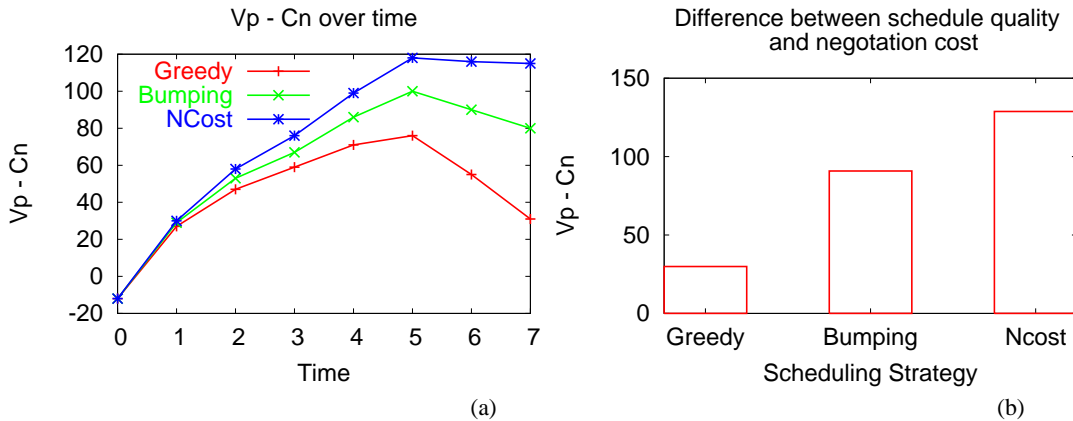 Vp - Cn over time
Vp - Cn
120
100
80
60
40
20
0
-20
Greedy
Bumping
NCost
0 1 2 3 4 5 6 7
Time
(a)
Difference between schedule quality
and negotation cost
Vp - Cn
150
100
50
0
Greedy Bumping Ncost
Scheduling Strategy
(b)